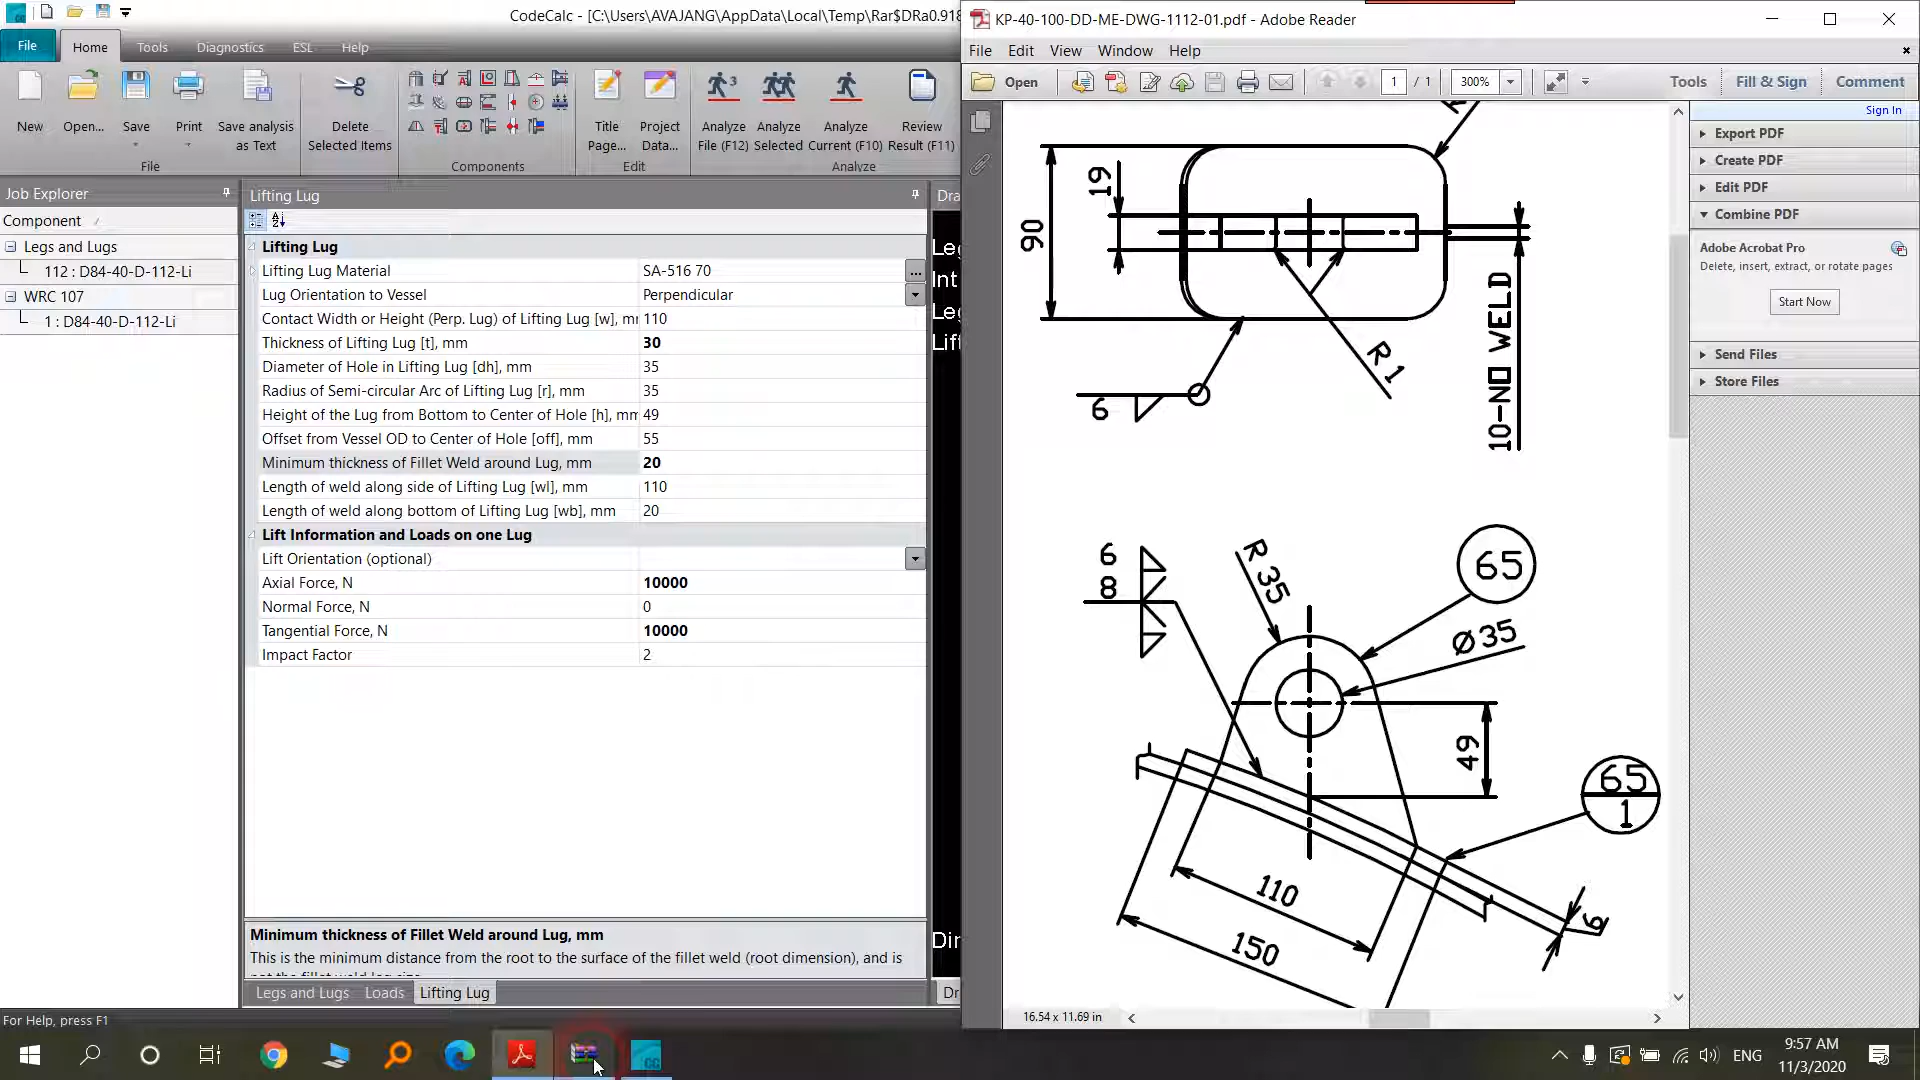 CodeCalc - [C:\Users\AVAJANG\AppData\Local\Temp\Rar$DRa0.918
File
Home
Tools
Diagnostics
ESL
Help
New
Open...
Save
Print
Save analysis
as Text
Delete
Selected Items
Title
Page...
Project
Data...
Analyze
File (F12)
Analyze
Selected
Analyze
Current (F10)
Review
Result (F11)
File
Components
Edit
Analyze
Job Explorer
Component
Legs and Lugs
112 : D84-40-D-112-Li
WRC 107
1 : D84-40-D-112-Li
Lifting Lug
Lifting Lug
Lifting Lug Material SA-516 70
Lug Orientation to Vessel Perpendicular
Contact Width or Height (Perp. Lug) of Lifting Lug [w], mr 110
Thickness of Lifting Lug [t], mm 30
Diameter of Hole in Lifting Lug [dh], mm 35
Radius of Semi-circular Arc of Lifting Lug [r], mm 35
Height of the Lug from Bottom to Center of Hole [h], mm 49
Offset from Vessel OD to Center of Hole [off], mm 55
Minimum thickness of Fillet Weld around Lug, mm 20
Length of weld along side of Lifting Lug [wl], mm 110
Length of weld along bottom of Lifting Lug [wb], mm 20
Lift Information and Loads on one Lug
Lift Orientation (optional)
Axial Force, N 10000
Normal Force, N 0
Tangential Force, N 10000
Impact Factor 2
Minimum thickness of Fillet Weld around Lug, mm
This is the minimum distance from the root to the surface of the fillet weld (root dimension), and is
Legs and Lugs
Loads
Lifting Lug
For Help, press F1
Dra
Leg
Int
Leg
Lift
Dir
Dr
KP-40-100-DD-ME-DWG-1112-01.pdf - Adobe Reader
File
Edit
View
Window
Help
Open
1
/ 1
300%
Tools
Fill & Sign
Comment
Sign In
Export PDF
Create PDF
Edit PDF
Combine PDF
Adobe Acrobat Pro
Delete, insert, extract, or rotate pages
Start Now
Send Files
Store Files
90
19
R 1
6
10-NO WELD
6
8
R 35
65
Ø35
49
65
1
110
150
6
16.54 x 11.69 in
ENG
9:57 AM
11/3/2020